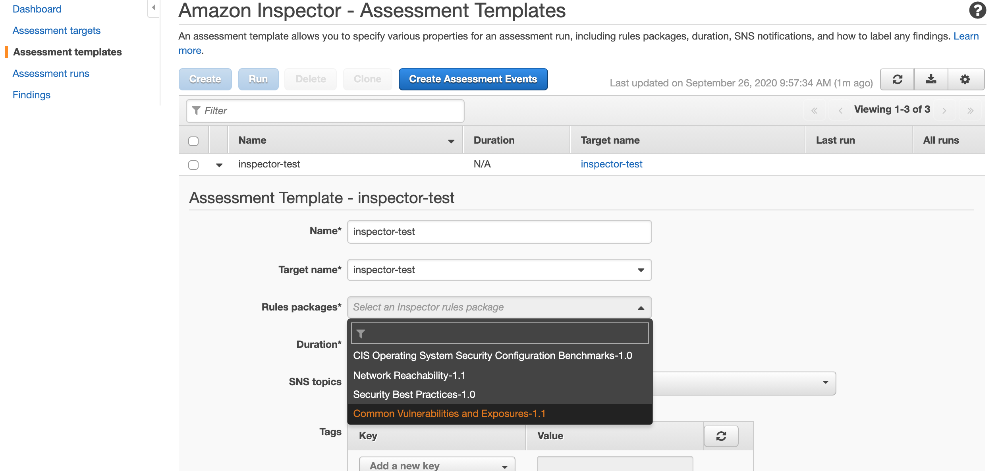 Dashboard
Assessment targets
Assessment templates
Assessment runs
Findings
Amazon Inspector - Assessment Templates
An assessment template allows you to specify various properties for an assessment run, including rules packages, duration, SNS notifications, and how to label any findings. Learn
more.
Create Run Delete Clone Create Assessment Events Last updated on September 26, 2020 9:57:34 AM (1m ago)
Filter « ‹ Viewing 1-3 of 3 › »
Name Duration Target name Last run All runs
inspector-test N/A inspector-test
Assessment Template - inspector-test
Name* inspector-test
Target name* inspector-test
Rules packages* Select an Inspector rules package
Duration*
CIS Operating System Security Configuration Benchmarks-1.0
Network Reachability-1.1
SNS topics
Security Best Practices-1.0
Common Vulnerabilities and Exposures-1.1
Tags Key Value
Add a new key